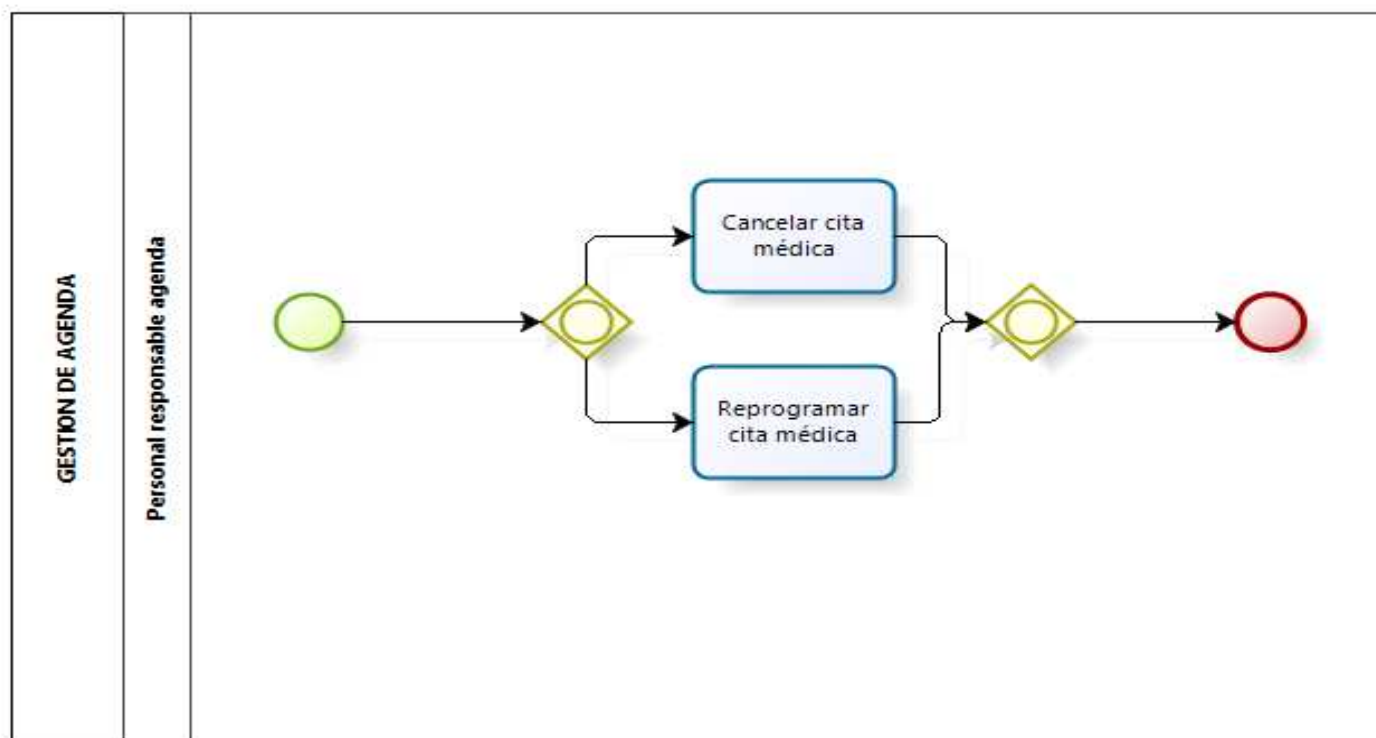 GESTION DE AGENDA
Personal responsable agenda
Cancelar cita
médica
Reprogramar
cita médica